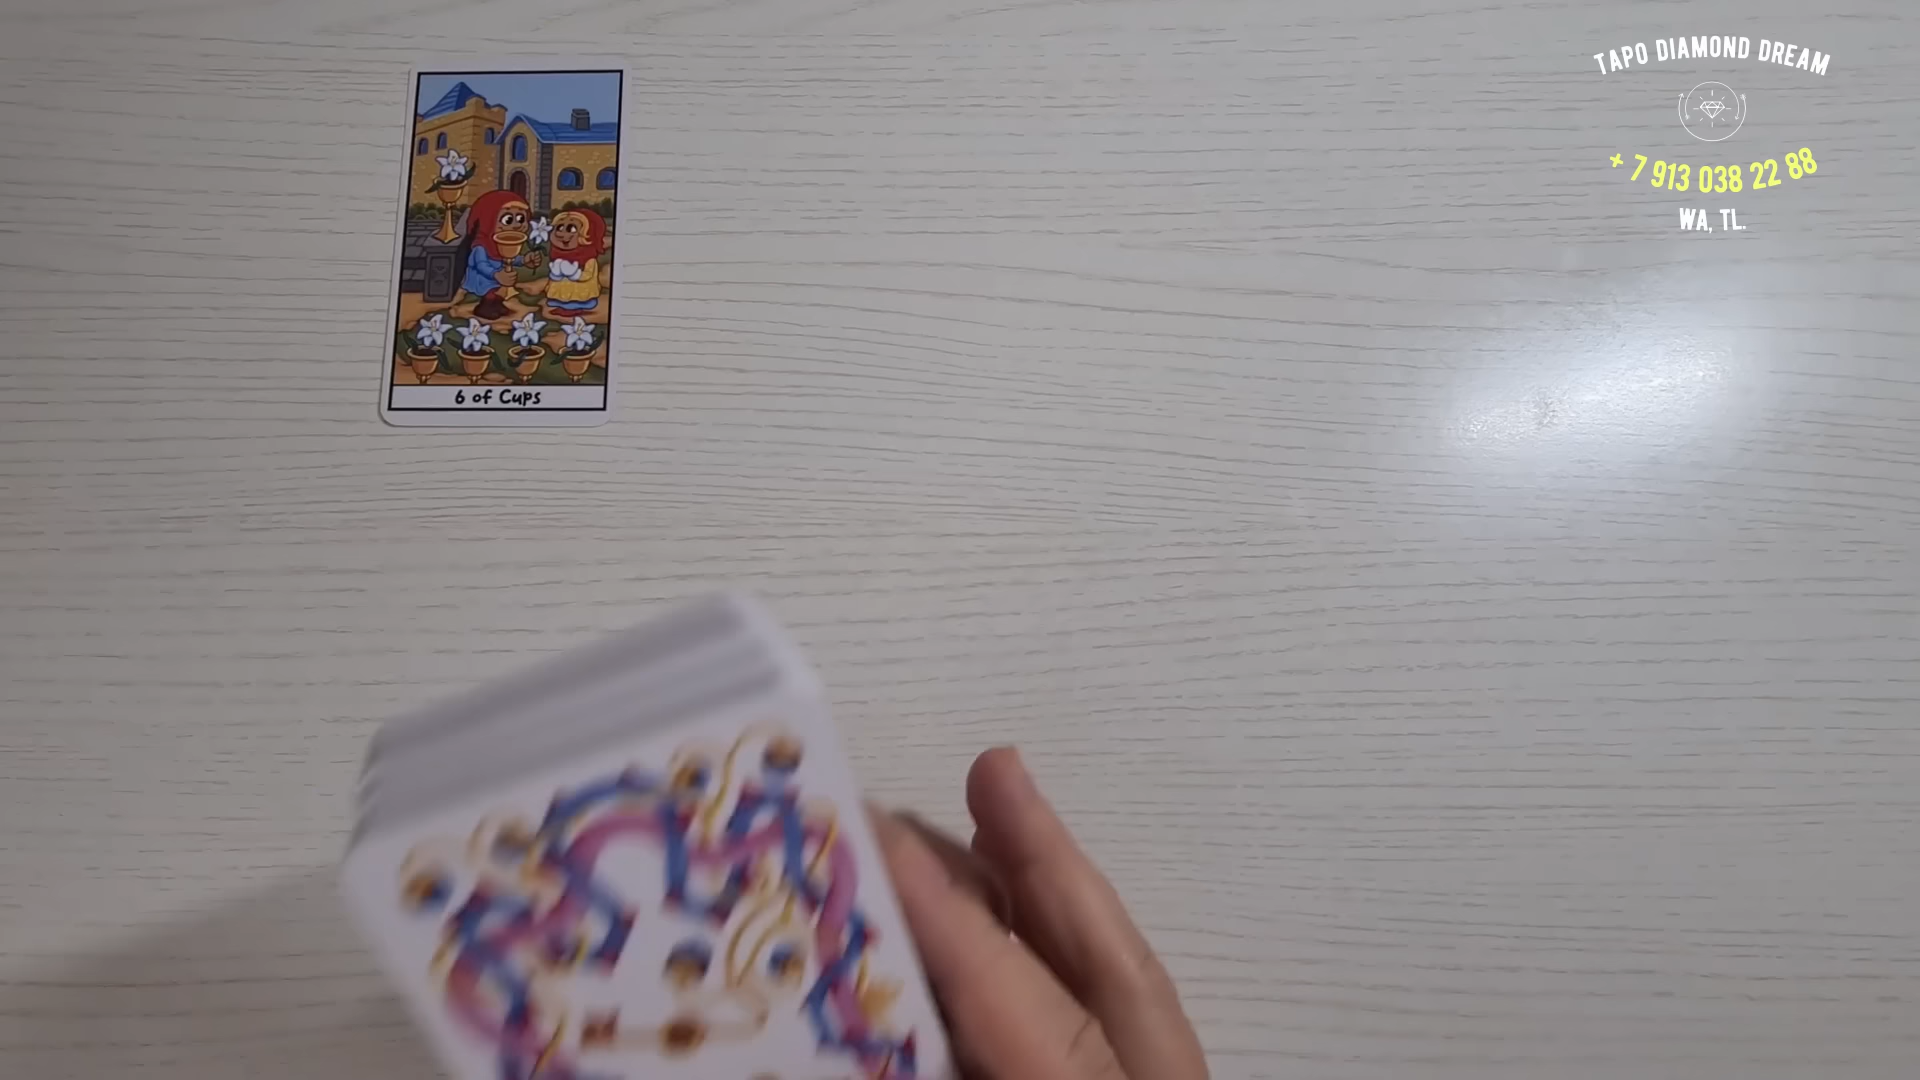 TAPO DIAMOND DREAM
+ 7 913 038 22 88
WA, TL.
6 of Cups